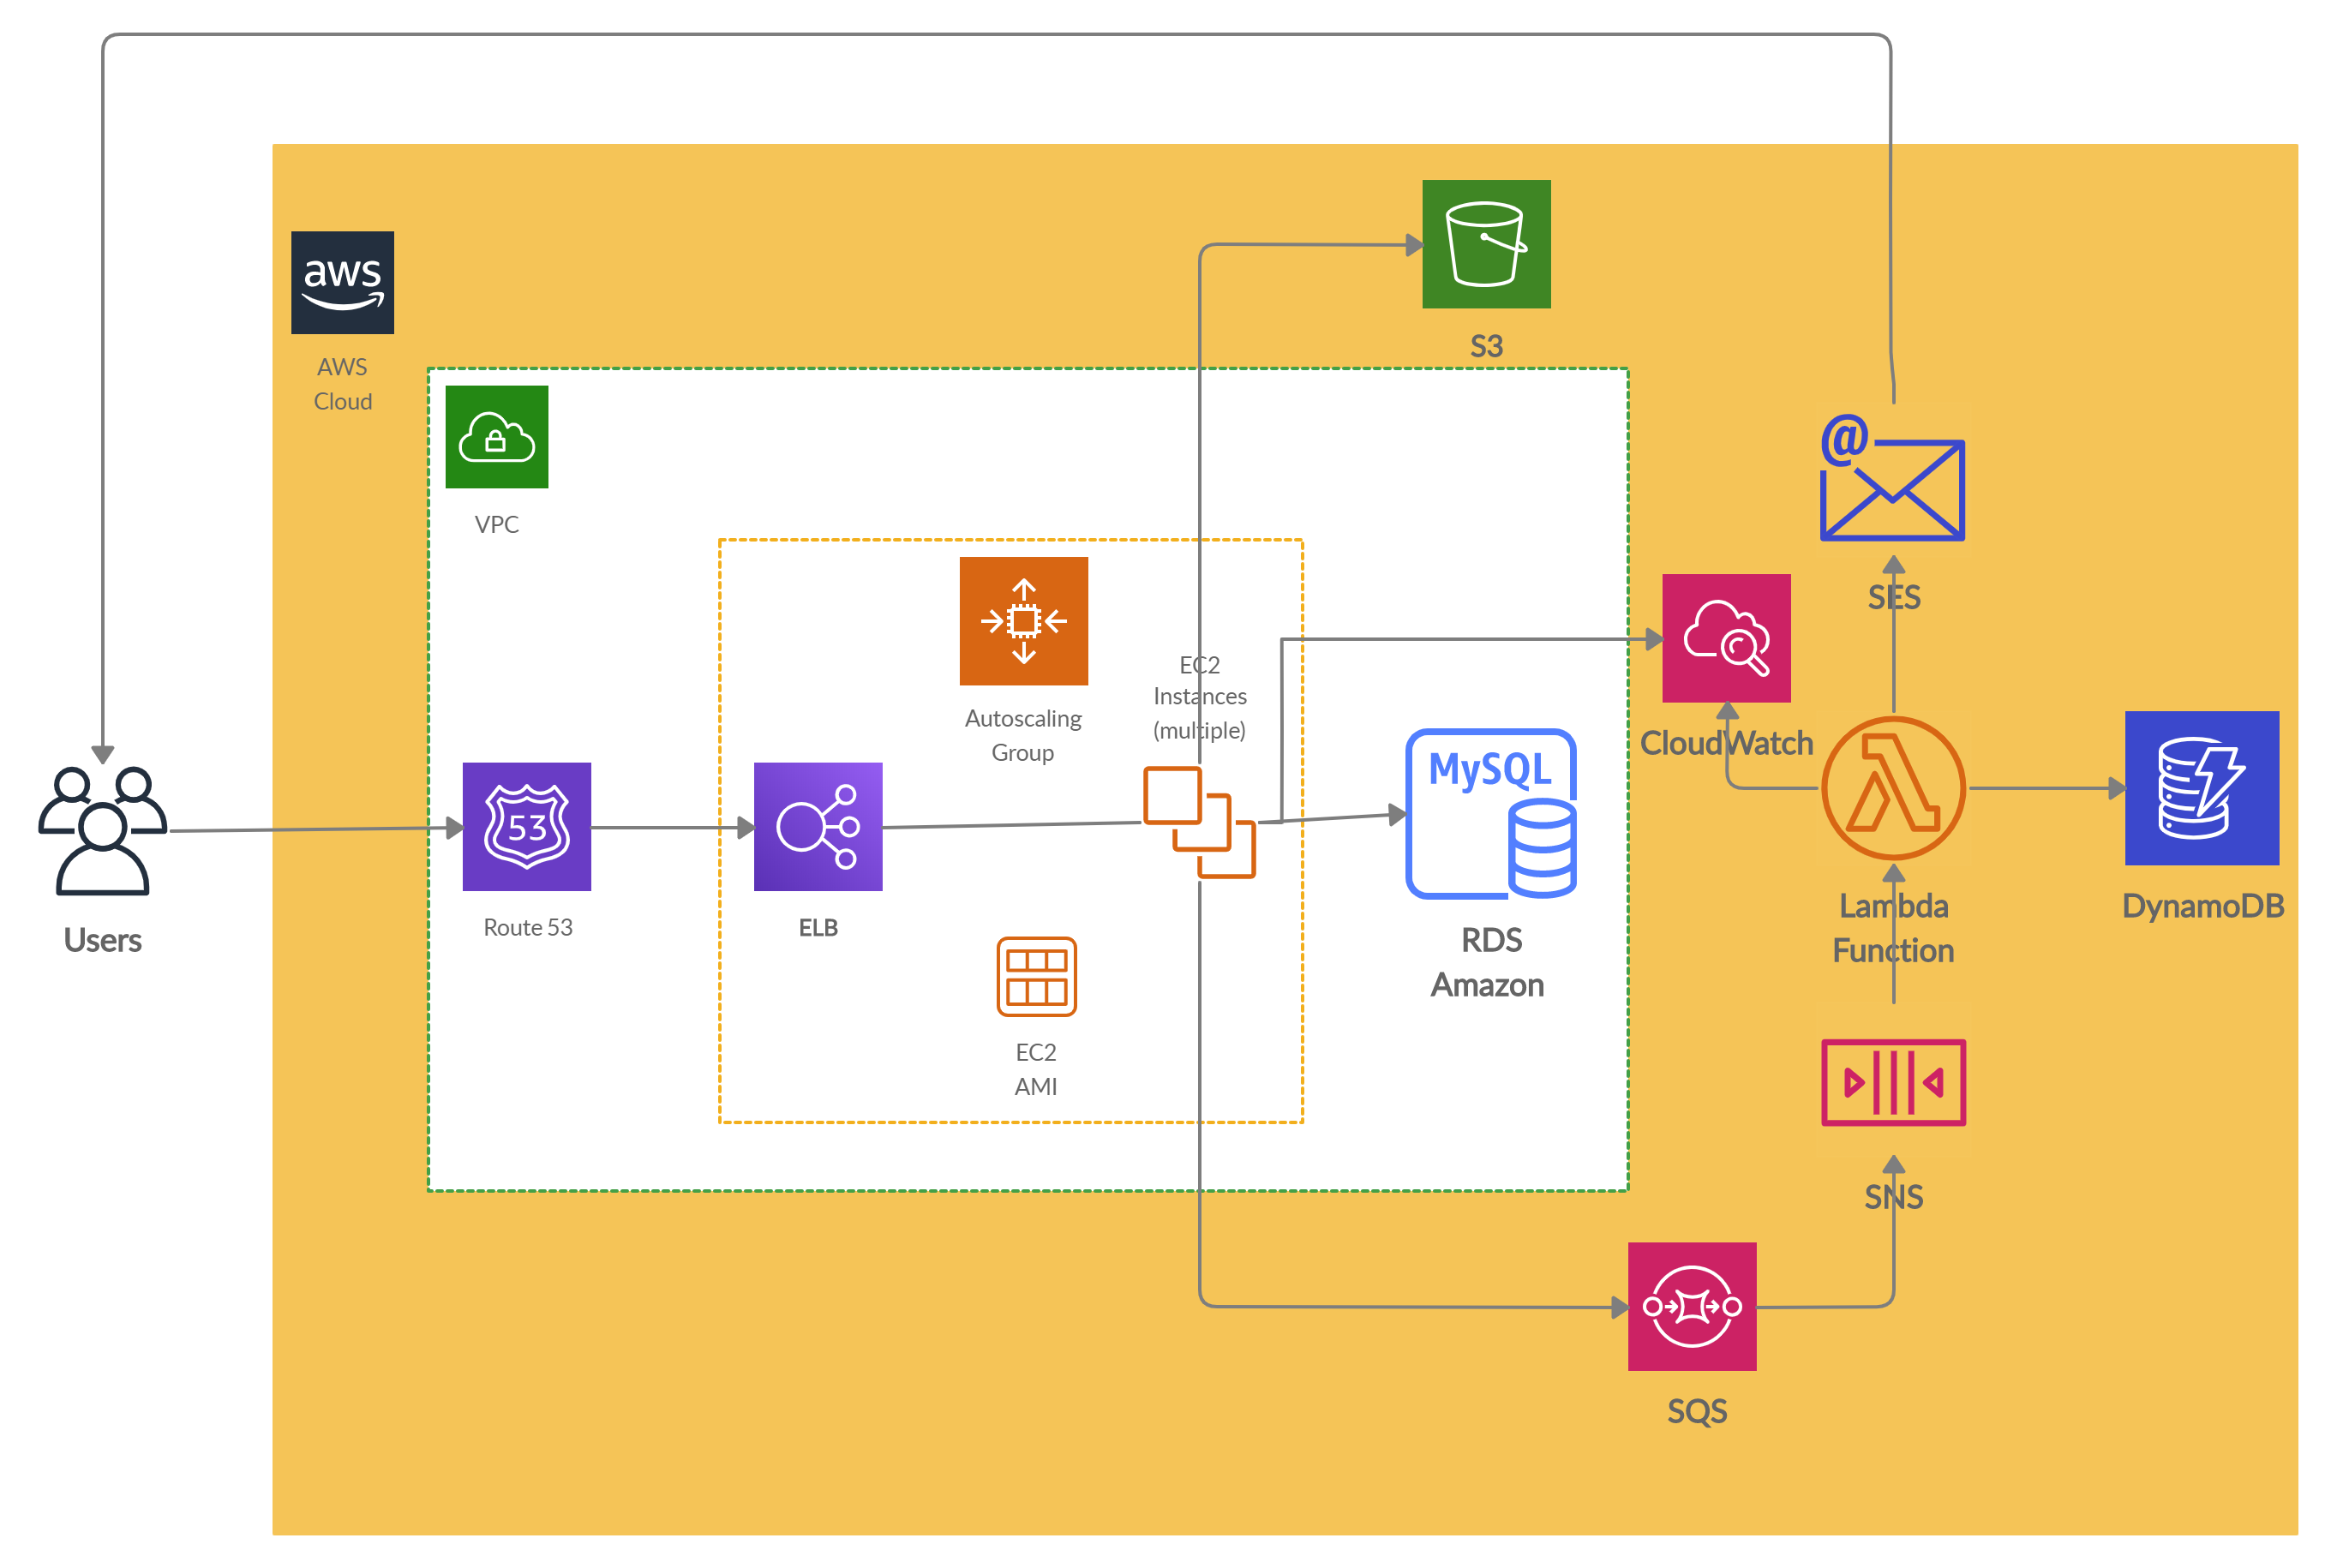 S3
aws
AWS
Cloud
VPC
@
SES
EC2
Instances
(multiple)
Autoscaling
Group
CloudWatch
MySQL
53
Users
Route 53
ELB
RDS
Amazon
Lambda
Function
DynamoDB
EC2
AMI
SNS
SQS